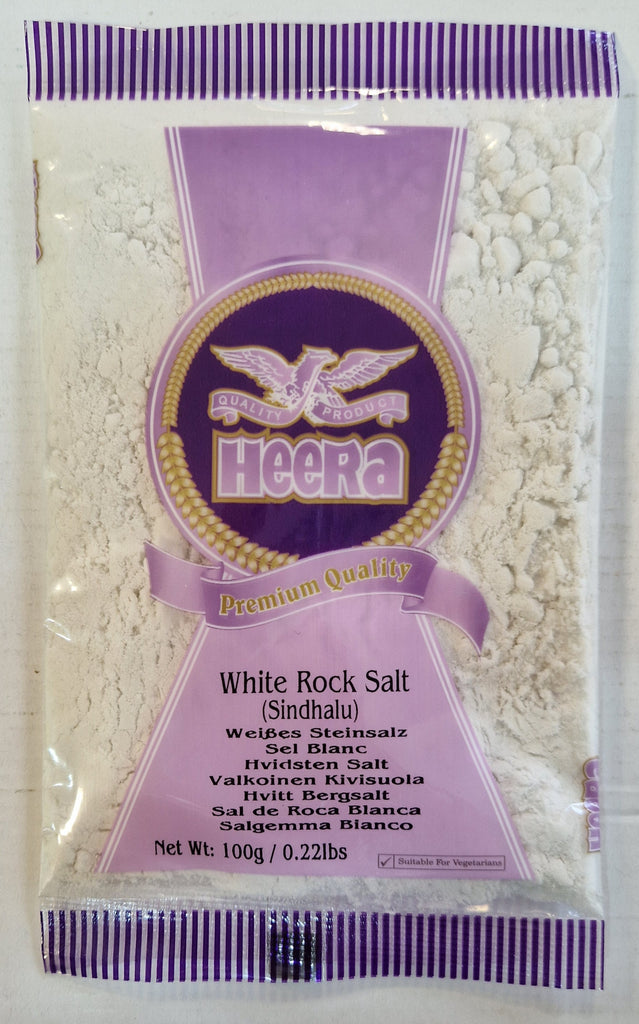 QUALITY PRODUCT
HEERA
Premium Quality
White Rock Salt
(Sindhalu)
Weißes Steinsalz
Sel Blanc
Hvidsten Salt
Valkoinen Kivisuola
Hvitt Bergsalt
Sal de Roca Blanca
Salgemma Bianco
Net Wt: 100g / 0.22lbs
Suitable For Vegetarians